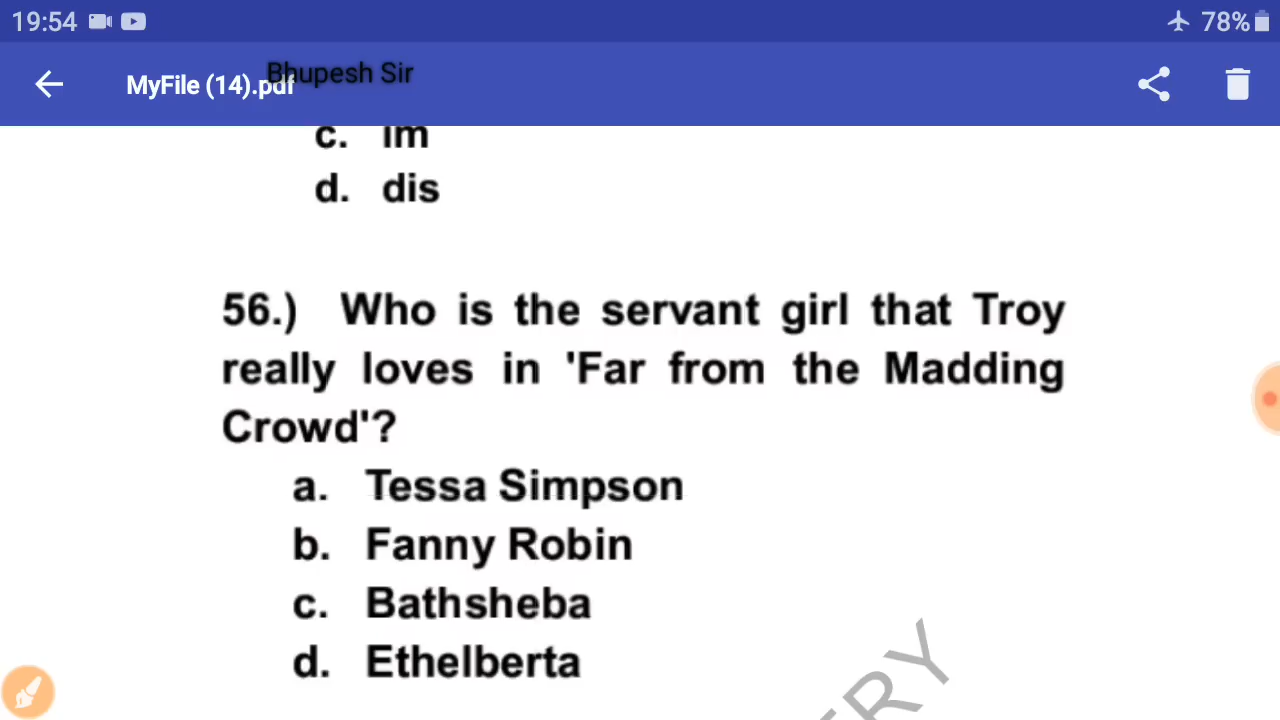 19:54 78%
Bhupesh Sir
MyFile (14).pdf
c. im
d. dis
56.) Who is the servant girl that Troy
really loves in 'Far from the Madding
Crowd'?
a. Tessa Simpson
b. Fanny Robin
c. Bathsheba
d. Ethelberta
RY